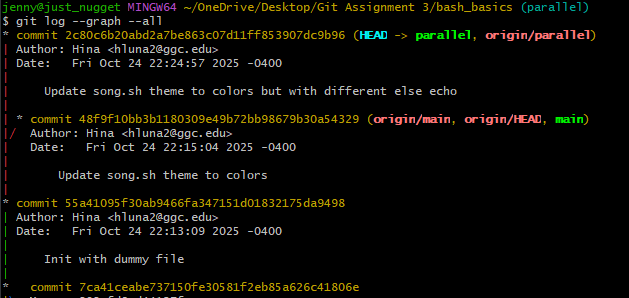 jenny@just_nugget MINGW64 ~/OneDrive/Desktop/Git Assignment 3/bash_basics (parallel)
$ git log --graph --all
* commit 2c80c6b20abd2a7be863c07d11ff853907dc9b96 (HEAD -> parallel, origin/parallel)
| Author: Hina <hluna2@ggc.edu>
| Date:   Fri Oct 24 22:24:57 2025 -0400
|
|     Update song.sh theme to colors but with different else echo
|
| * commit 48f9f10bb3b1180309e49b72bb98679b30a54329 (origin/main, origin/HEAD, main)
|/  Author: Hina <hluna2@ggc.edu>
|   Date:   Fri Oct 24 22:15:04 2025 -0400
|
|       Update song.sh theme to colors
|
* commit 55a41095f30ab9466fa347151d01832175da9498
| Author: Hina <hluna2@ggc.edu>
| Date:   Fri Oct 24 22:13:09 2025 -0400
|
|     Init with dummy file
|
*   commit 7ca41ceabe737150fe30581f2eb85a626c41806e